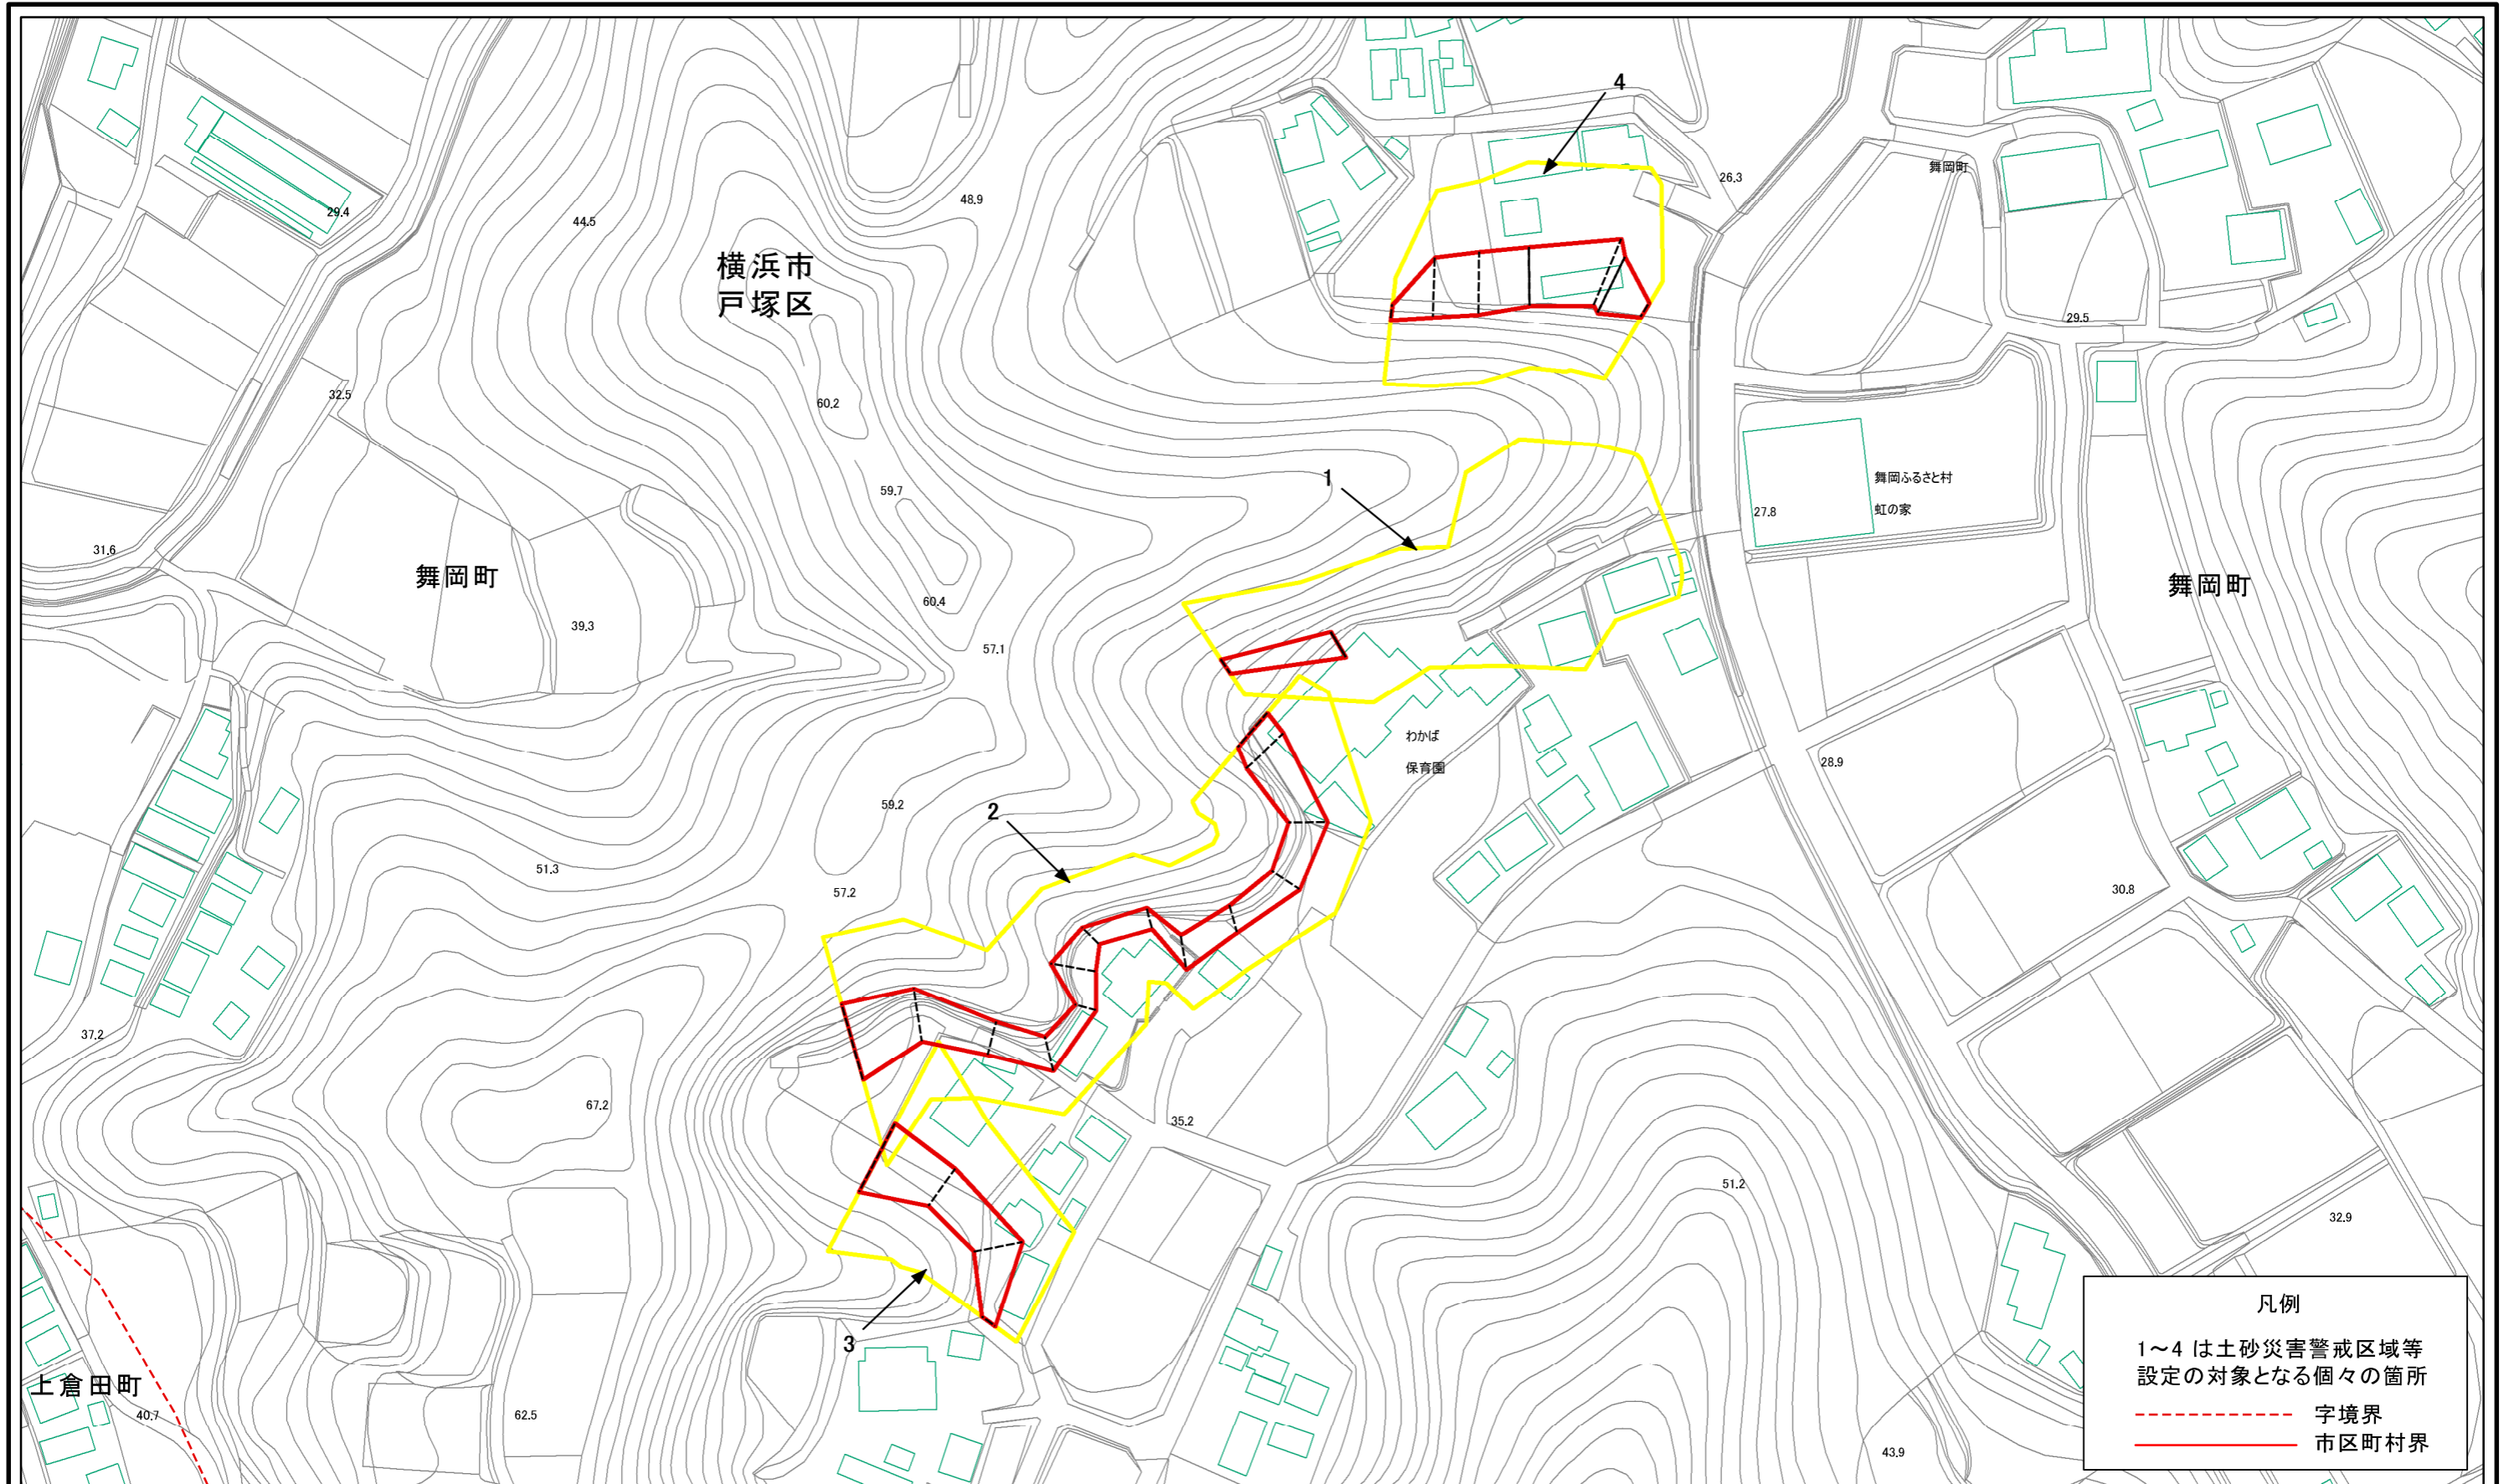 4
舞岡町
26.3
48.9
29.4
44.5
横浜市
戸塚区
29.5
32.5
60.2
1
舞岡ふるさと村
虹の家
59.7
27.8
31.6
舞岡町
舞岡町
60.4
39.3
57.1
わかば
保育園
28.9
59.2
2
51.3
57.2
30.8
37.2
67.2
35.2
51.2
32.9
3
上倉田町
40.7
62.5
43.9
凡例
1～4 は土砂災害警戒区域等
設定の対象となる個々の箇所
字境界
市区町村界